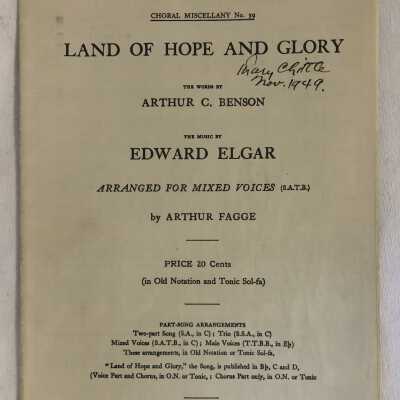 CHORAL MISCELLANY No. 59
LAND OF HOPE AND GLORY
Nov. 1949.
THE WORDS BY
ARTHUR C. BENSON
THE MUSIC BY
EDWARD ELGAR
ARRANGED FOR MIXED VOICES (S.A.T.B.)
by ARTHUR FAGGE
PRICE 20 Cents
(in Old Notation and Tonic Sol-fa)
PART-SONG ARRANGEMENTS
Two-part Song (S.A., in C) ; Trio (S.S.A., in C)
Mixed Voices (S.A.T.B., in C) ; Male Voices (T.T.B.B., in E♭)
These arrangements, in Old Notation or Tonic Sol-fa,
"Land of Hope and Glory," the Song, is published in B♭, C and D,
(Voice Part and Chorus, in O.N. or Tonic, ; Chorus Part only, in O.N. or Tonic